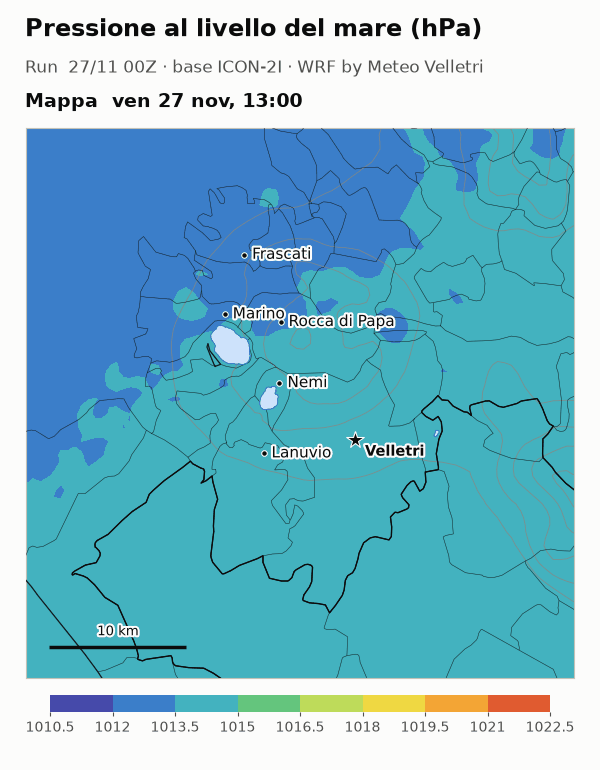 Pressione al livello del mare (hPa)
Run  27/11 00Z · base ICON-2I · WRF by Meteo Velletri
Mappa  ven 27 nov, 13:00
Frascati
Marino
Rocca di Papa
Nemi
Velletri
Lanuvio
10 km
1010.5 1012 1013.5 1015 1016.5 1018 1019.5 1021 1022.5